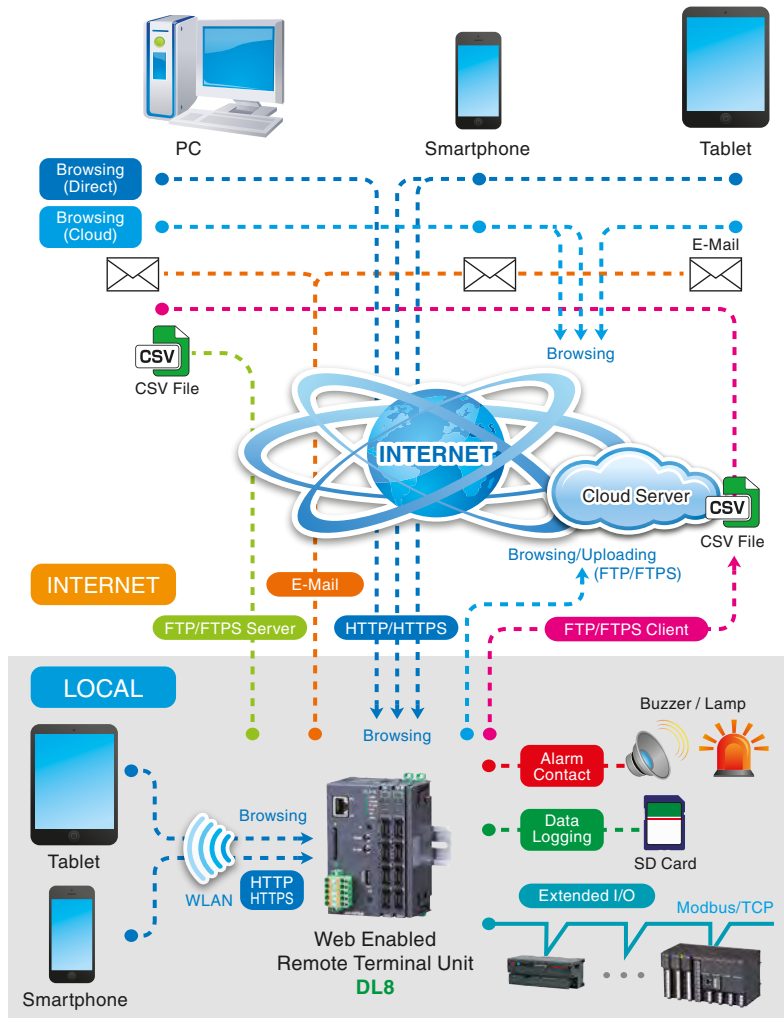 PC
Smartphone
Tablet
Browsing
(Direct)
Browsing
(Cloud)
E-Mail
CSV
CSV File
Browsing
INTERNET
Cloud Server
CSV
CSV File
Browsing/Uploading
(FTP/FTPS)
INTERNET
E-Mail
FTP/FTPS Server
HTTP/HTTPS
FTP/FTPS Client
LOCAL
Buzzer / Lamp
Browsing
Alarm
Contact
Browsing
Data
Logging
Tablet
SD Card
WLAN
HTTP
HTTPS
Extended I/O
Modbus/TCP
Web Enabled
Remote Terminal Unit
DL8
Smartphone